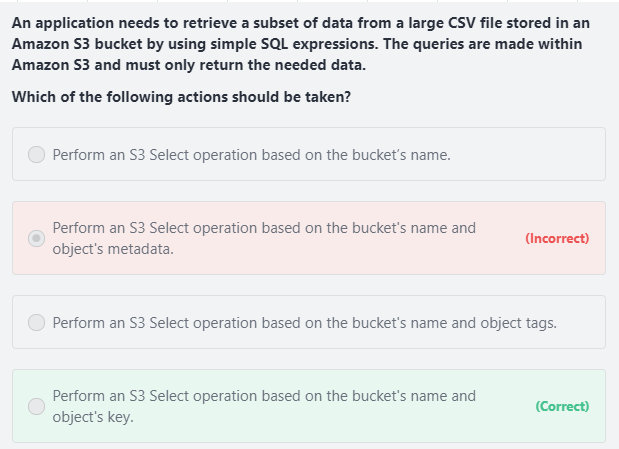 An application needs to retrieve a subset of data from a large CSV file stored in an
Amazon S3 bucket by using simple SQL expressions. The queries are made within
Amazon S3 and must only return the needed data.
Which of the following actions should be taken?
Perform an S3 Select operation based on the bucket’s name.
Perform an S3 Select operation based on the bucket's name and
object's metadata.
(Incorrect)
Perform an S3 Select operation based on the bucket's name and object tags.
Perform an S3 Select operation based on the bucket's name and
object's key.
(Correct)